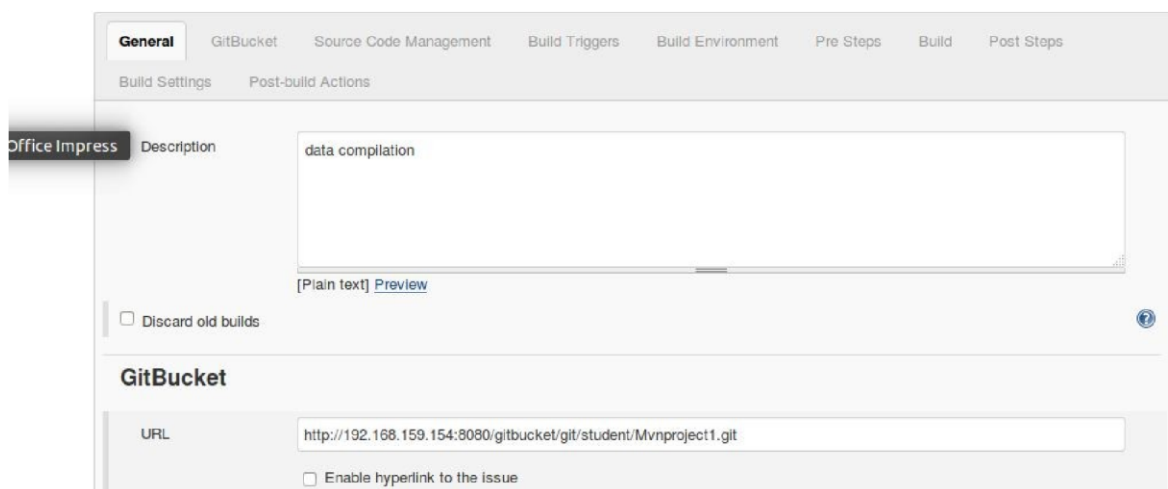 General GitBucket Source Code Management Build Triggers Build Environment Pre Steps Build Post Steps
Build Settings Post-build Actions
Office Impress
Description
data compilation
[Plain text] Preview
Discard old builds
GitBucket
URL
http://192.168.159.154:8080/gitbucket/git/student/Mvnproject1.git
Enable hyperlink to the issue